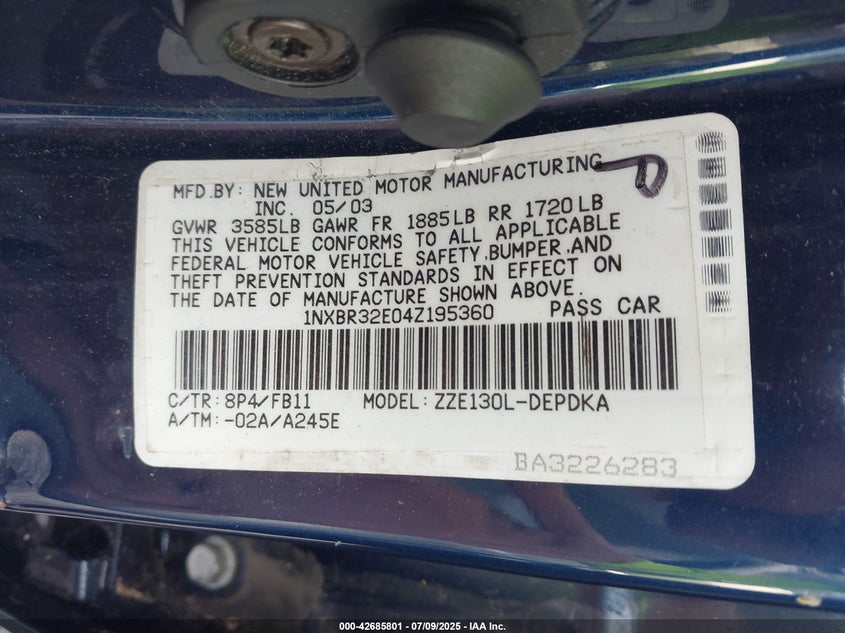 MFD.BY: NEW UNITED MOTOR MANUFACTURING
INC. 05/03
GVWR 3585LB GAWR FR 1885LB RR 1720LB
THIS VEHICLE CONFORMS TO ALL APPLICABLE
FEDERAL MOTOR VEHICLE SAFETY,BUMPER,AND
THEFT PREVENTION STANDARDS IN EFFECT ON
THE DATE OF MANUFACTURE SHOWN ABOVE.
1NXBR32E04Z195360 PASS CAR
C/TR: 8P4/FB11 MODEL: ZZE130L-DEPDKA
A/TM: -02A/A245E
BA3226283
000-42685801 / 07/09/2025 - IAA Inc.